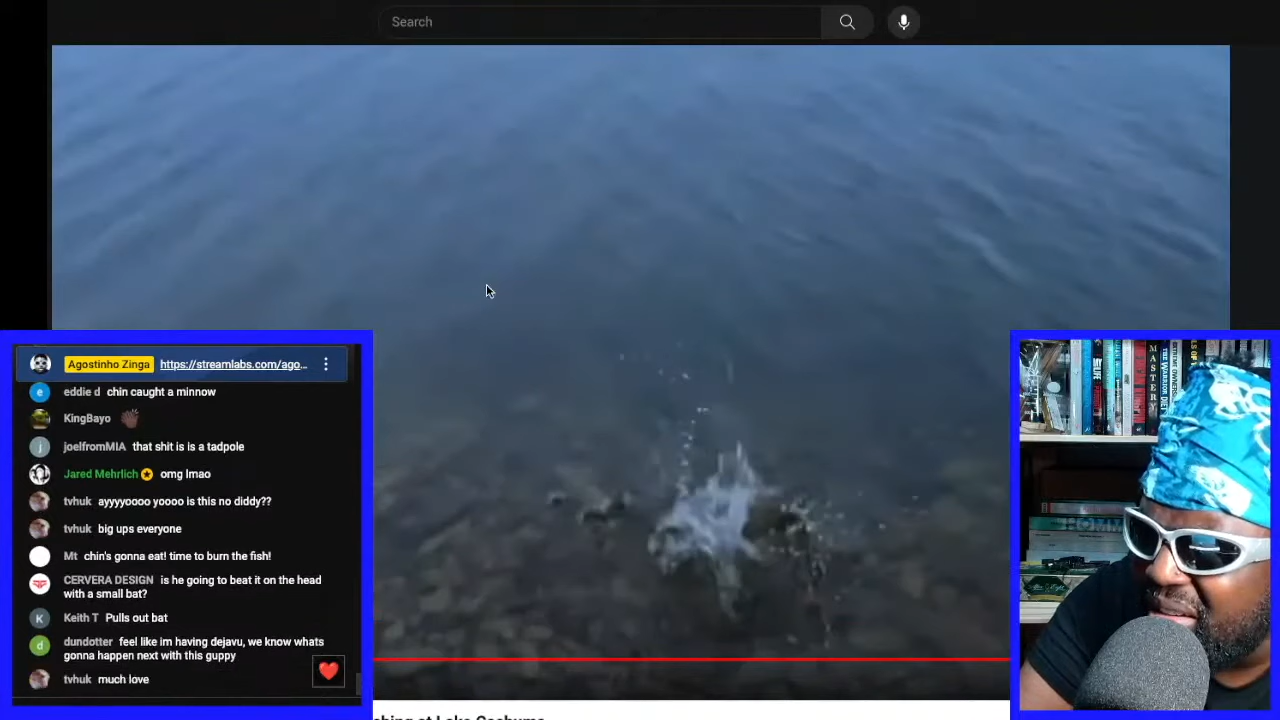 Search
Agostinho Zinga https://streamlabs.com/ago...
eddie d chin caught a minnow
KingBayo
joelfromMIA that shit is is a tadpole
Jared Mehrlich omg lmao
tvhuk ayyyyoooo yoooo is this no diddy??
tvhuk big ups everyone
Mt chin's gonna eat! time to burn the fish!
CERVERA DESIGN is he going to beat it on the head
with a small bat?
Keith T Pulls out bat
dundotter feel like im having dejavu, we know whats
gonna happen next with this guppy
tvhuk much love
MASTERY